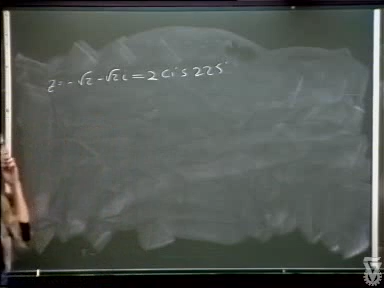 z = -√2 - √2 i = 2 cis 225°